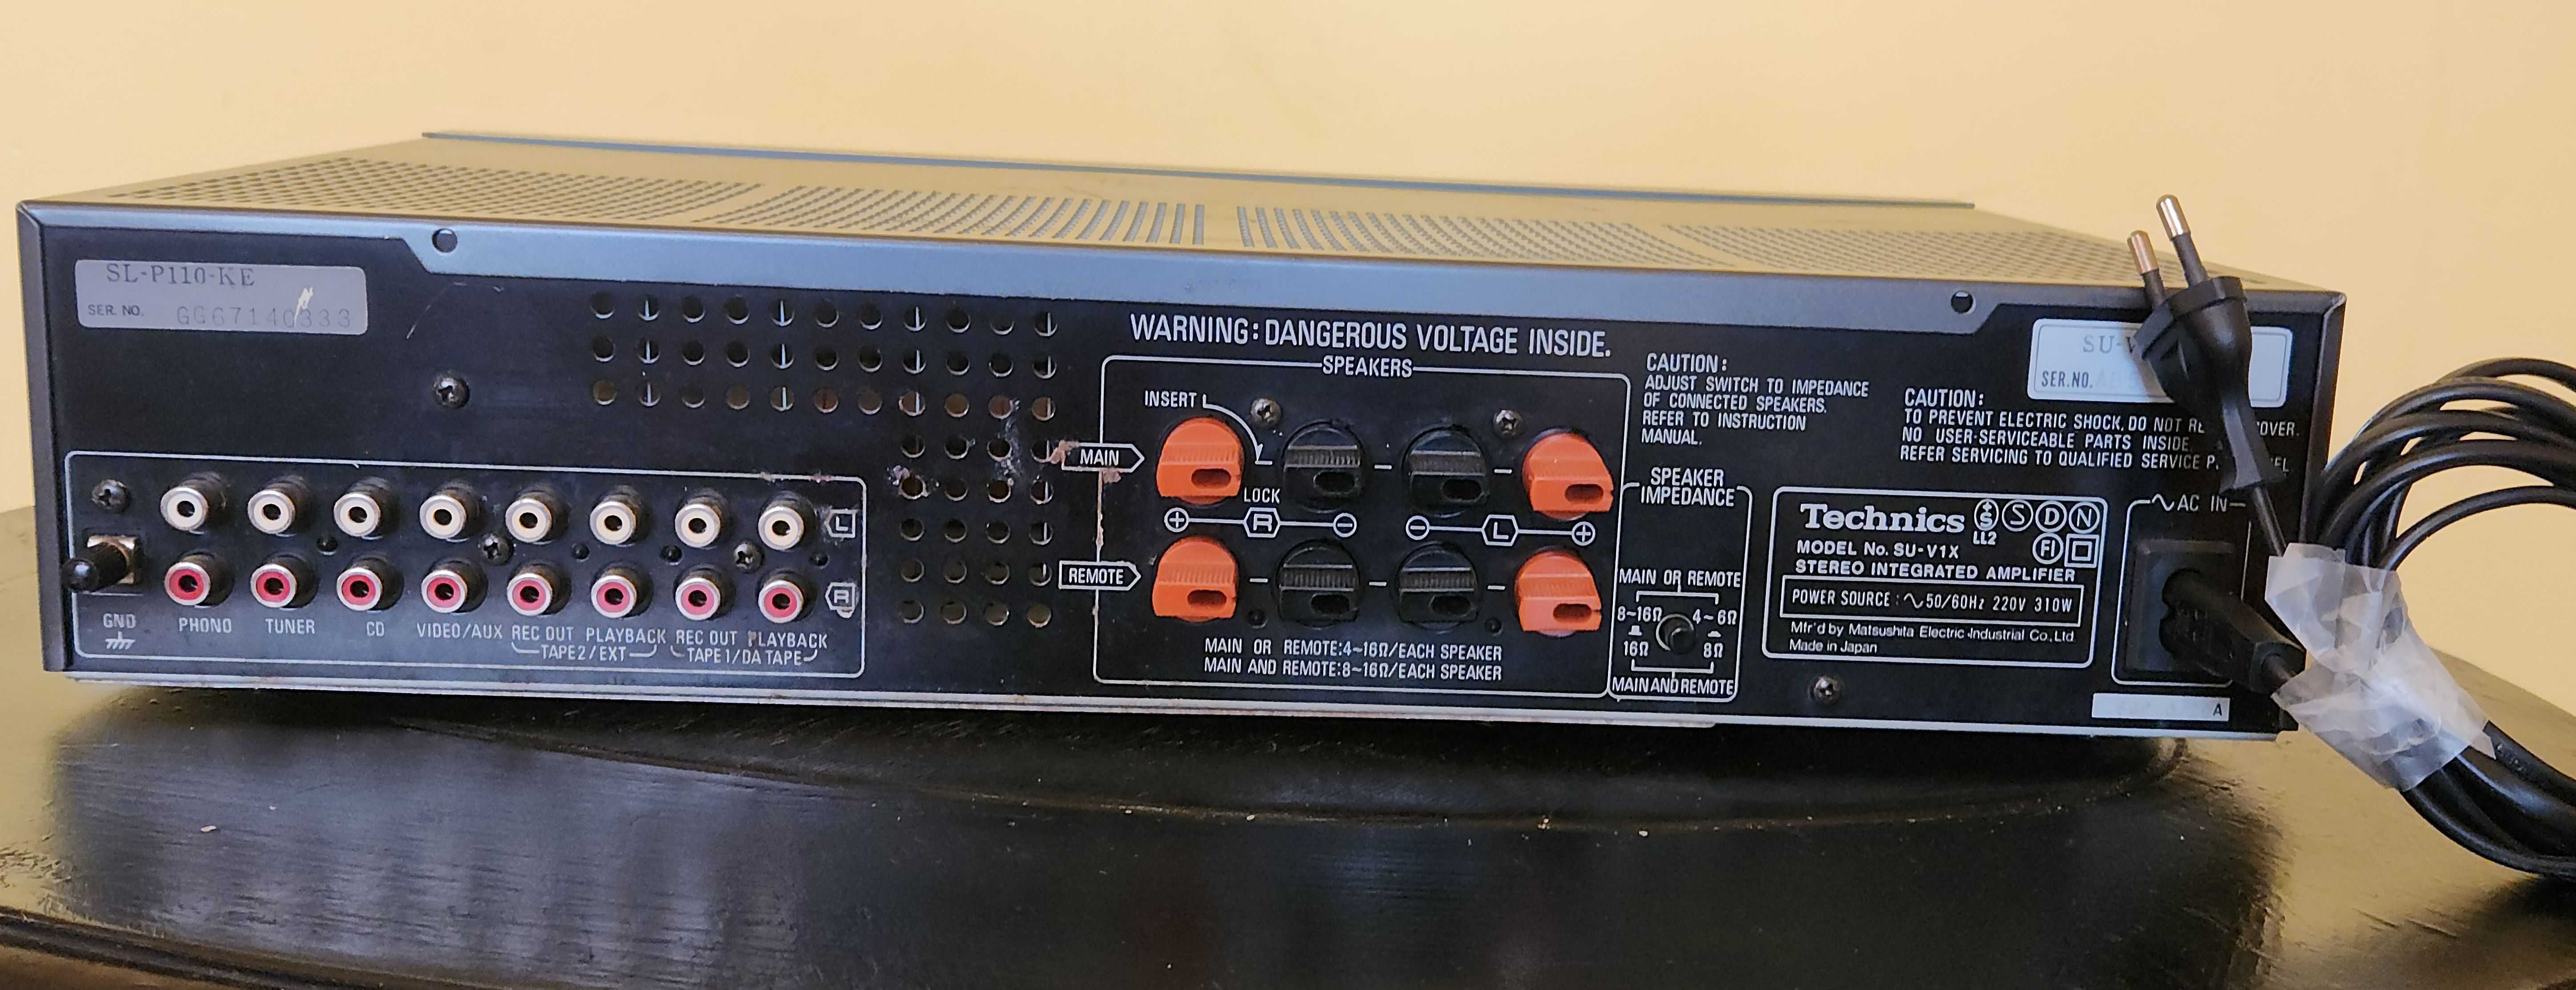 SL-P110-KE
SER. NO. GG6714C333
WARNING: DANGEROUS VOLTAGE INSIDE.
SPEAKERS
INSERT
MAIN
LOCK
+ R - - L +
REMOTE
MAIN OR REMOTE:4~16Ω/EACH SPEAKER
MAIN AND REMOTE:8~16Ω/EACH SPEAKER
CAUTION:
ADJUST SWITCH TO IMPEDANCE
OF CONNECTED SPEAKERS.
REFER TO INSTRUCTION
MANUAL.
SPEAKER
IMPEDANCE
MAIN OR REMOTE
8~16Ω 4~6Ω
16Ω 8Ω
MAIN AND REMOTE
SU-V
SER.NO.
CAUTION:
TO PREVENT ELECTRIC SHOCK, DO NOT RE OVER.
NO USER-SERVICEABLE PARTS INSIDE.
REFER SERVICING TO QUALIFIED SERVICE P EL
Technics S S D N
LL2 FI
MODEL No. SU-V1X
STEREO INTEGRATED AMPLIFIER
POWER SOURCE: ∿50/60Hz 220V 310W
Mfr'd by Matsushita Electric Industrial Co., Ltd.
Made in Japan
∿AC IN
A
L
R
GND PHONO TUNER CD VIDEO/AUX REC OUT PLAYBACK REC OUT PLAYBACK
TAPE2/EXT TAPE1/DA TAPE